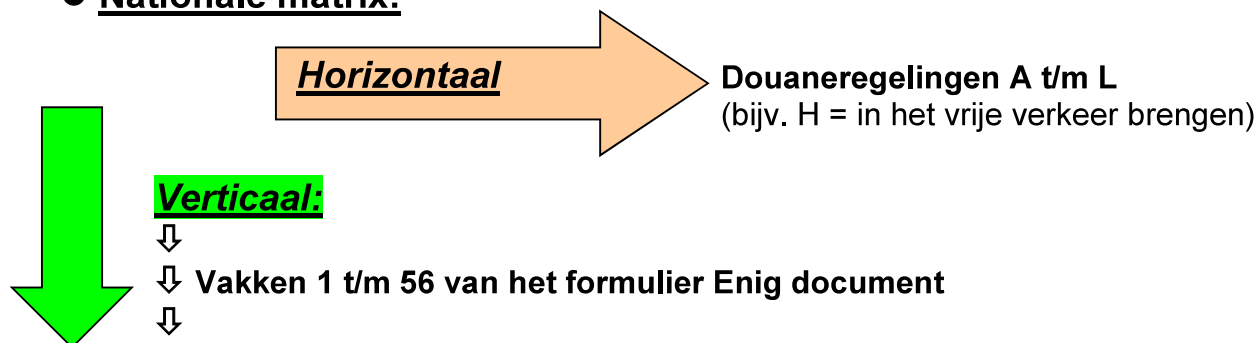 ● Nationale matrix:
Horizontaal
Douaneregelingen A t/m L
(bijv. H = in het vrije verkeer brengen)
Verticaal:
⇩
⇩ Vakken 1 t/m 56 van het formulier Enig document
⇩